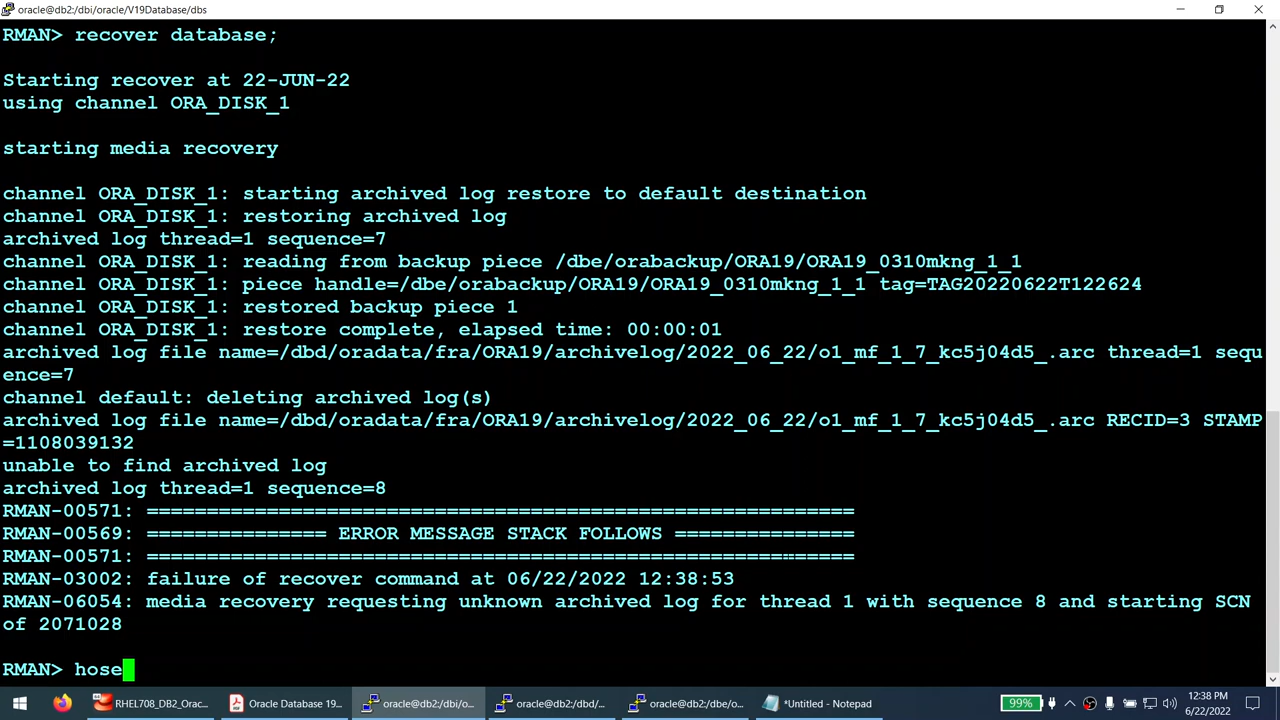 oracle@db2:/dbi/oracle/V19Database/dbs
RMAN> recover database;
Starting recover at 22-JUN-22
using channel ORA_DISK_1
starting media recovery
channel ORA_DISK_1: starting archived log restore to default destination
channel ORA_DISK_1: restoring archived log
archived log thread=1 sequence=7
channel ORA_DISK_1: reading from backup piece /dbe/orabackup/ORA19/ORA19_0310mkng_1_1
channel ORA_DISK_1: piece handle=/dbe/orabackup/ORA19/ORA19_0310mkng_1_1 tag=TAG20220622T122624
channel ORA_DISK_1: restored backup piece 1
channel ORA_DISK_1: restore complete, elapsed time: 00:00:01
archived log file name=/dbd/oradata/fra/ORA19/archivelog/2022_06_22/o1_mf_1_7_kc5j04d5_.arc thread=1 sequ
ence=7
channel default: deleting archived log(s)
archived log file name=/dbd/oradata/fra/ORA19/archivelog/2022_06_22/o1_mf_1_7_kc5j04d5_.arc RECID=3 STAMP
=1108039132
unable to find archived log
archived log thread=1 sequence=8
RMAN-00571: ===========================================================
RMAN-00569: =============== ERROR MESSAGE STACK FOLLOWS ===============
RMAN-00571: ===========================================================
RMAN-03002: failure of recover command at 06/22/2022 12:38:53
RMAN-06054: media recovery requesting unknown archived log for thread 1 with sequence 8 and starting SCN
of 2071028
RMAN> hose
RHEL708_DB2_Orac... Oracle Database 19... oracle@db2:/dbi/o... oracle@db2:/dbd/... oracle@db2:/dbe/o... *Untitled - Notepad 99% 12:38 PM
6/22/2022